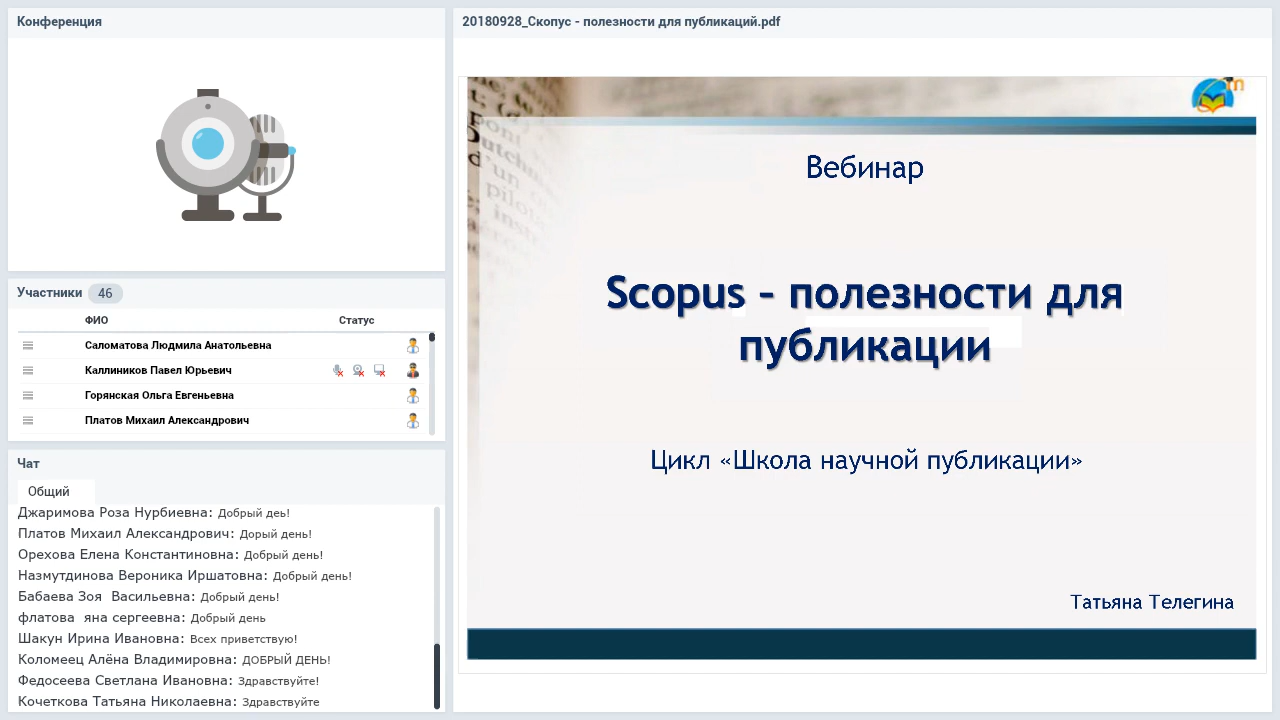 Конференция
20180928_Скопус - полезности для публикаций.pdf
Вебинар
Scopus – полезности для
публикации
Цикл «Школа научной публикации»
Татьяна Телегина
Участники 46
ФИО Статус
Саломатова Людмила Анатольевна
Каллиников Павел Юрьевич
Горянская Ольга Евгеньевна
Платов Михаил Александрович
Чат
Общий
Джаримова Роза Нурбиевна: Добрый деь!
Платов Михаил Александрович: Дорый день!
Орехова Елена Константиновна: Добрый день!
Назмутдинова Вероника Иршатовна: Добрый день!
Бабаева Зоя  Васильевна: Добрый день!
флатова  яна сергеевна: Добрый день
Шакун Ирина Ивановна: Всех приветствую!
Коломеец Алёна Владимировна: ДОБРЫЙ ДЕНЬ!
Федосеева Светлана Ивановна: Здравствуйте!
Кочеткова Татьяна Николаевна: Здравствуйте